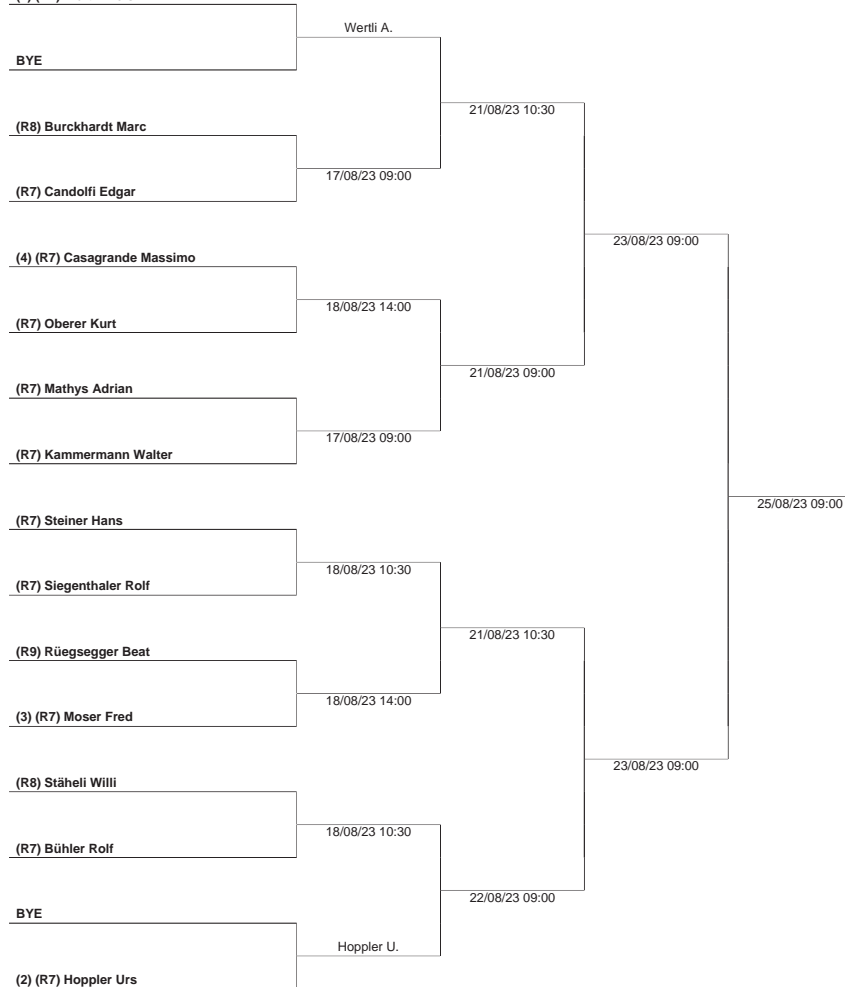 Wertli A.
BYE
21/08/23 10:30
(R8) Burckhardt Marc
17/08/23 09:00
(R7) Candolfi Edgar
23/08/23 09:00
(4) (R7) Casagrande Massimo
18/08/23 14:00
(R7) Oberer Kurt
21/08/23 09:00
(R7) Mathys Adrian
17/08/23 09:00
(R7) Kammermann Walter
25/08/23 09:00
(R7) Steiner Hans
18/08/23 10:30
(R7) Siegenthaler Rolf
21/08/23 10:30
(R9) Rüegsegger Beat
18/08/23 14:00
(3) (R7) Moser Fred
23/08/23 09:00
(R8) Stäheli Willi
18/08/23 10:30
(R7) Bühler Rolf
22/08/23 09:00
BYE
Hoppler U.
(2) (R7) Hoppler Urs